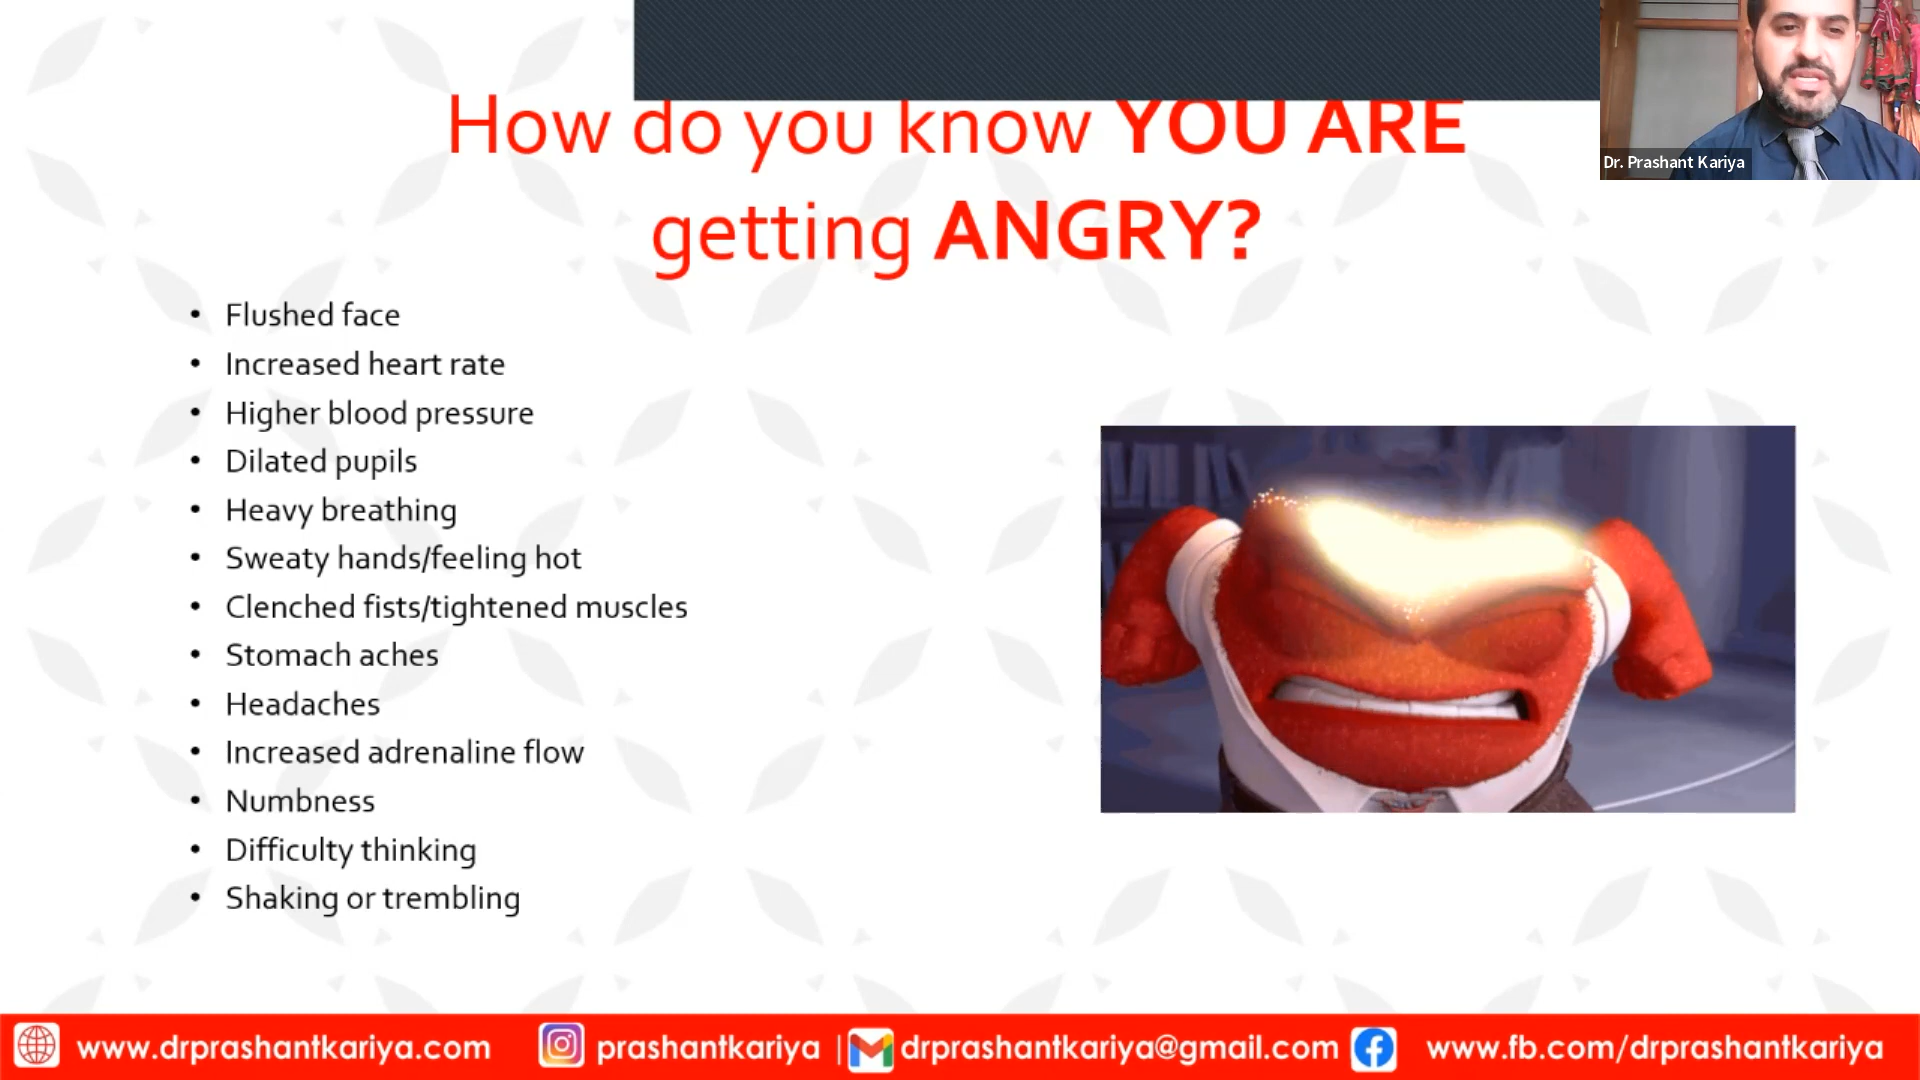 How do you know YOU ARE
getting ANGRY?
Dr. Prashant Kariya
• Flushed face
• Increased heart rate
• Higher blood pressure
• Dilated pupils
• Heavy breathing
• Sweaty hands/feeling hot
• Clenched fists/tightened muscles
• Stomach aches
• Headaches
• Increased adrenaline flow
• Numbness
• Difficulty thinking
• Shaking or trembling
www.drprashantkariya.com prashantkariya | drprashantkariya@gmail.com www.fb.com/drprashantkariya